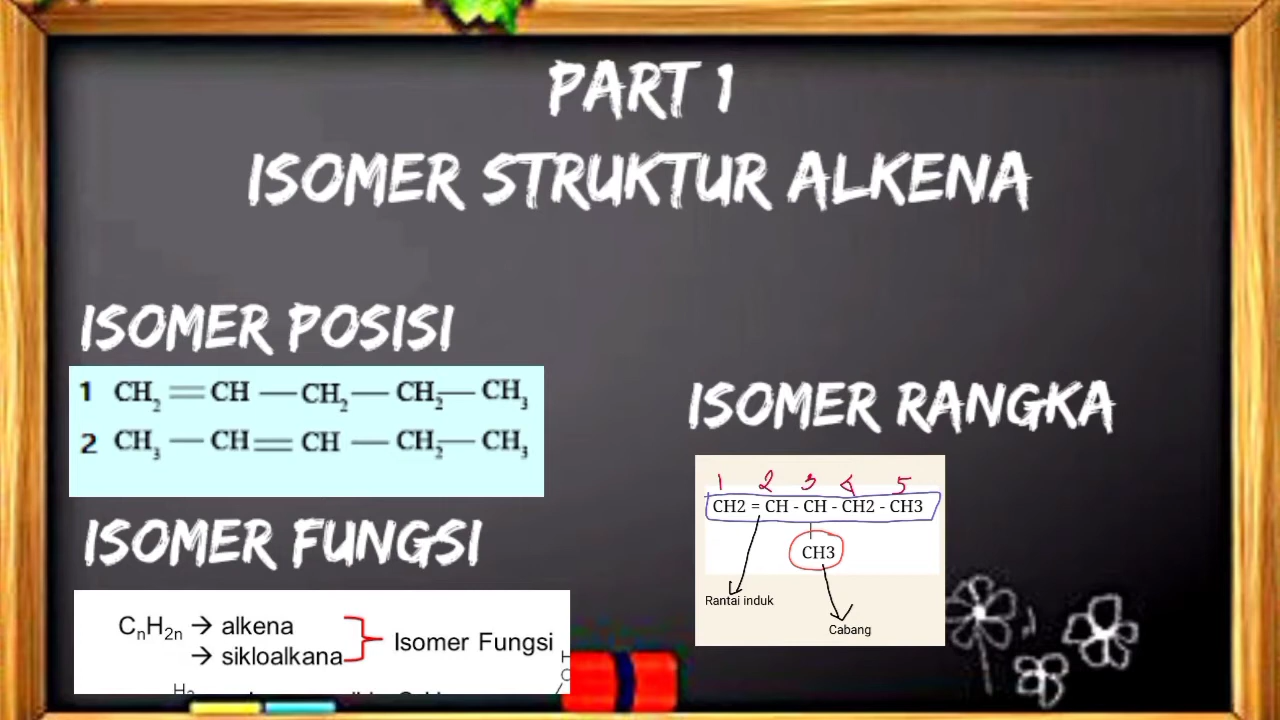 PART 1
ISOMER STRUKTUR ALKENA
ISOMER POSISI
1 CH₂ = CH — CH₂ — CH₂ — CH₃
2 CH₃ — CH = CH — CH₂ — CH₃
ISOMER FUNGSI
CₙH₂ₙ → alkena
→ sikloalkana
Isomer Fungsi
ISOMER RANGKA
1 2 3 4 5
CH2 = CH - CH - CH2 - CH3
CH3
Rantai induk
Cabang